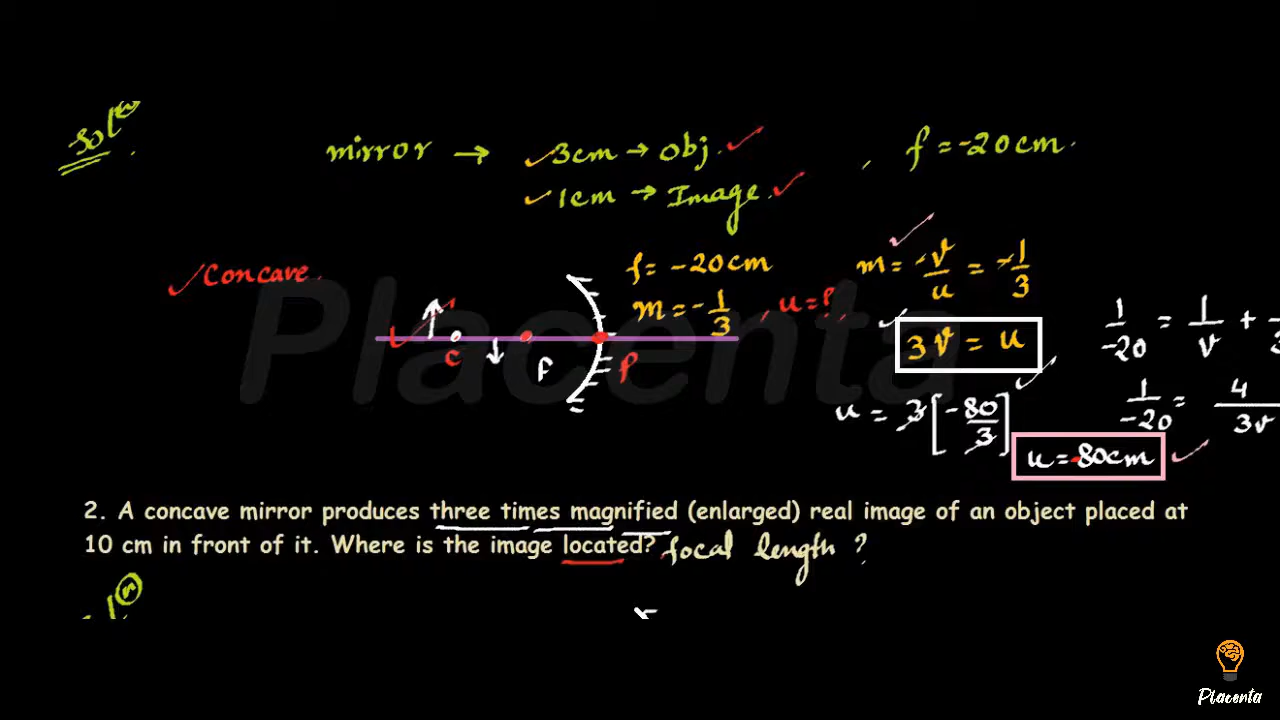 Sol(n)
mirror → 3cm → obj. , f = -20cm.
1cm → Image.
Concave.
f = -20cm
m = -1/3 , u = ?
m = -v/u = -1/3
3v = u
1/-20 = 1/v +
C F P
u = 3[-80/3]
1/-20 = 4/3v
u = -80cm
Placenta
2. A concave mirror produces three times magnified (enlarged) real image of an object placed at
10 cm in front of it. Where is the image located? focal length ?
Placenta